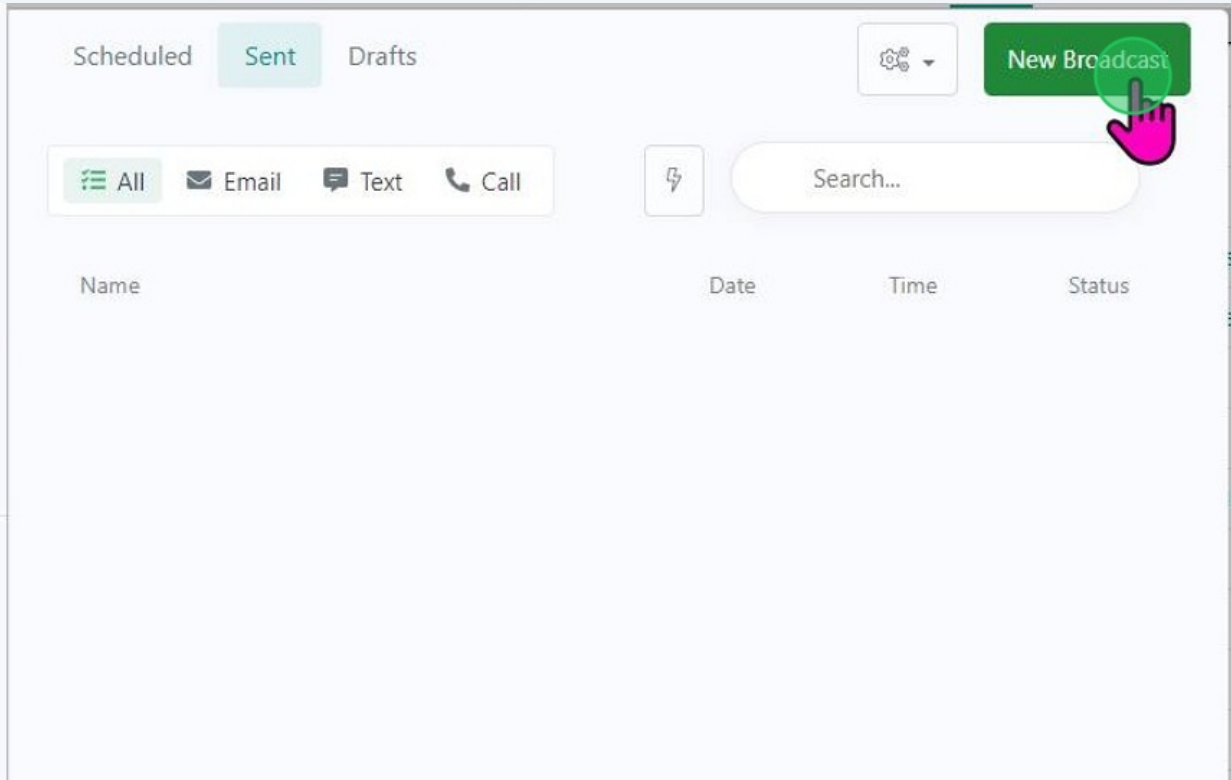 Scheduled Sent Drafts New Broadcast
All Email Text Call Search...
Name Date Time Status